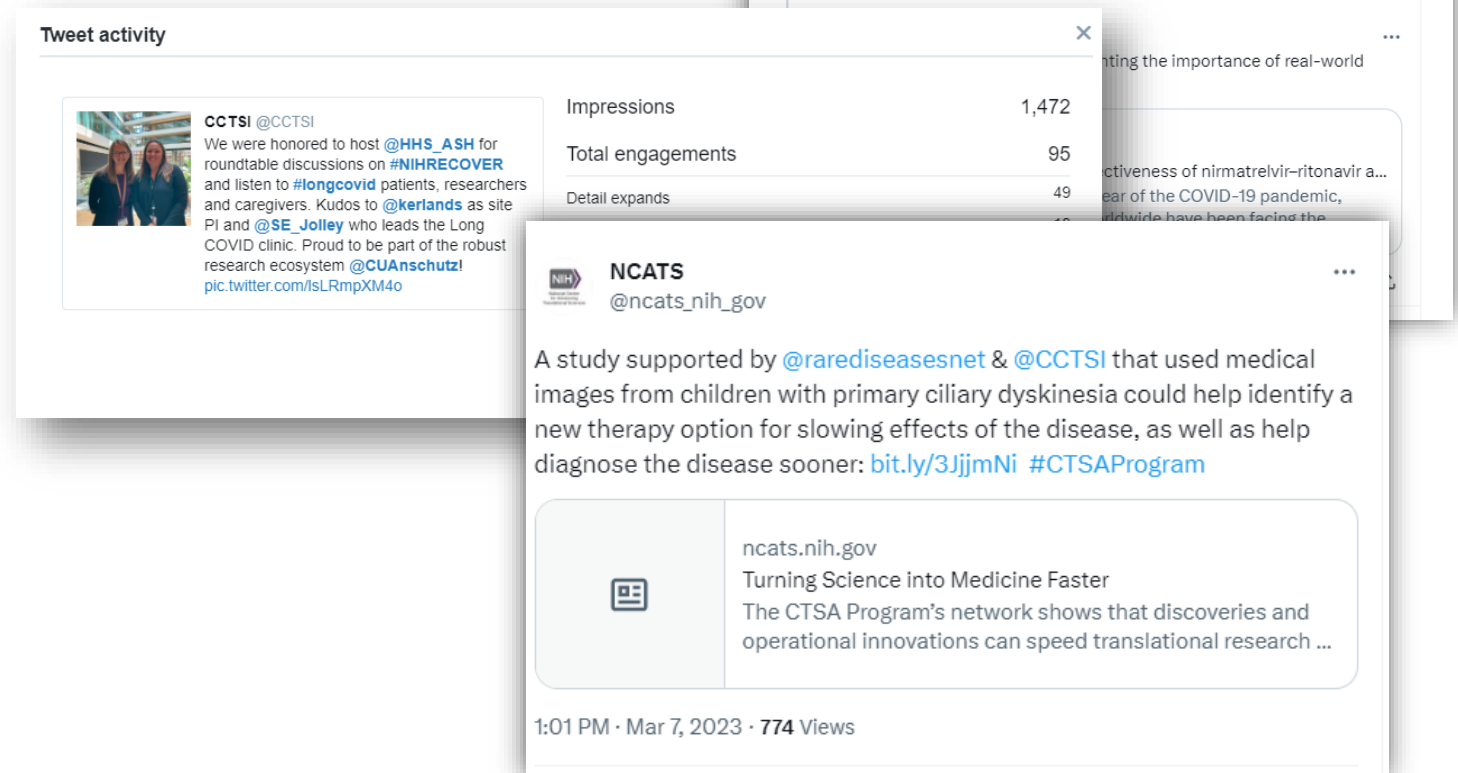 Tweet activity
CCTSI @CCTSI
We were honored to host @HHS_ASH for
roundtable discussions on #NIHRECOVER
and listen to #longcovid patients, researchers
and caregivers. Kudos to @kerlands as site
PI and @SE_Jolley who leads the Long
COVID clinic. Proud to be part of the robust
research ecosystem @CUAnschutz!
pic.twitter.com/lsLRmpXM4o
Impressions 1,472
Total engagements 95
Detail expands 49
the importance of real-world
of nirmatrelvir–ritonavir a...
of the COVID-19 pandemic,
have been facing the
NIH
NCATS
@ncats_nih_gov
A study supported by @rarediseasesnet & @CCTSI that used medical
images from children with primary ciliary dyskinesia could help identify a
new therapy option for slowing effects of the disease, as well as help
diagnose the disease sooner: bit.ly/3JjjmNi #CTSAProgram
ncats.nih.gov
Turning Science into Medicine Faster
The CTSA Program's network shows that discoveries and
operational innovations can speed translational research ...
1:01 PM · Mar 7, 2023 · 774 Views